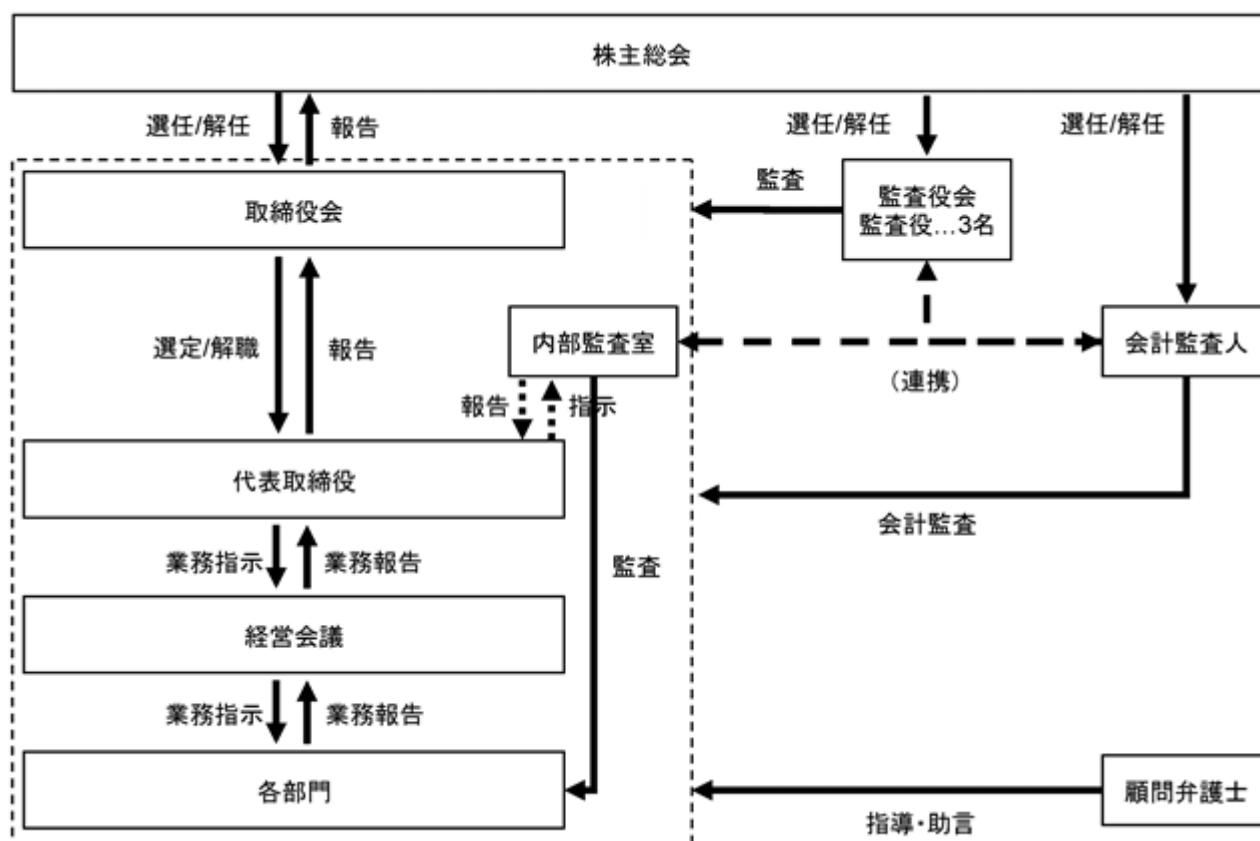 株主総会
選任/解任
報告
選任/解任
選任/解任
取締役会
監査
監査役会
監査役…3名
選定/解職
報告
内部監査室
会計監査人
（連携）
報告
指示
代表取締役
会計監査
業務指示
業務報告
監査
経営会議
業務指示
業務報告
各部門
顧問弁護士
指導・助言